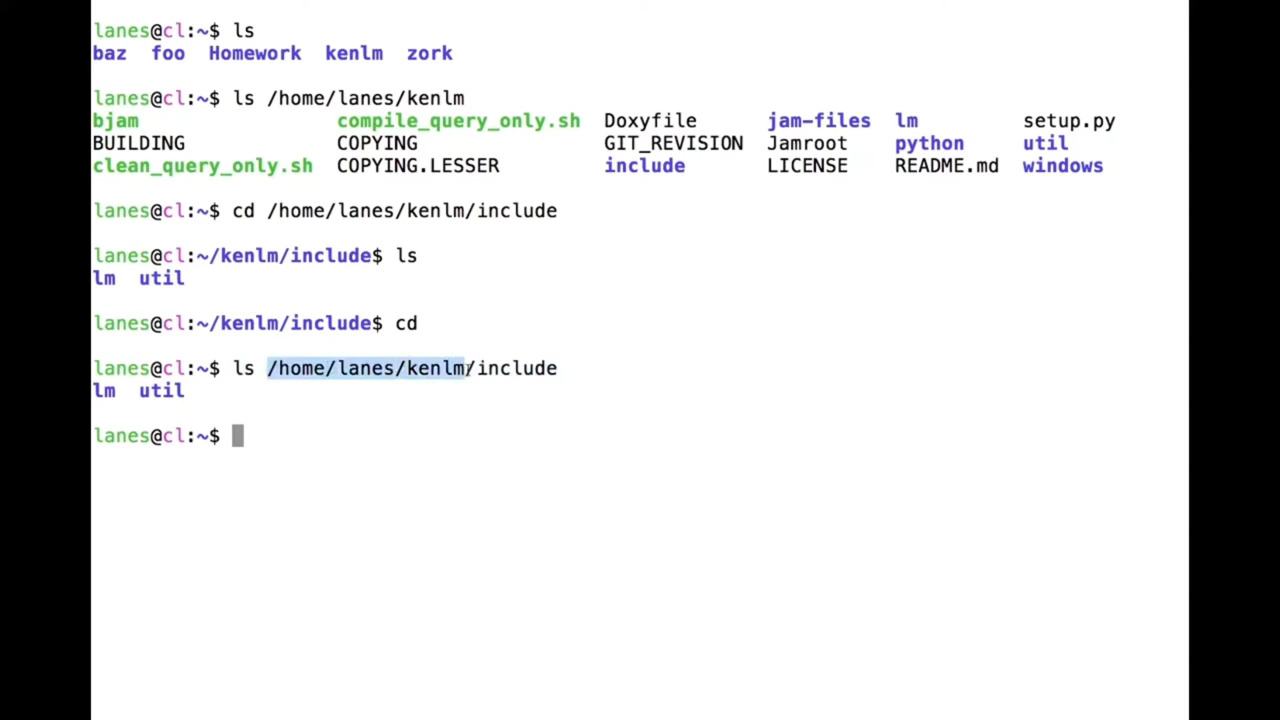 lanes@cl:~$ ls
baz  foo  Homework  kenlm  zork
lanes@cl:~$ ls /home/lanes/kenlm
bjam                   compile_query_only.sh  Doxyfile      jam-files  lm         setup.py
BUILDING               COPYING                GIT_REVISION  Jamroot    python     util
clean_query_only.sh    COPYING.LESSER         include       LICENSE    README.md  windows
lanes@cl:~$ cd /home/lanes/kenlm/include
lanes@cl:~/kenlm/include$ ls
lm  util
lanes@cl:~/kenlm/include$ cd
lanes@cl:~$ ls /home/lanes/kenlm/include
lm  util
lanes@cl:~$